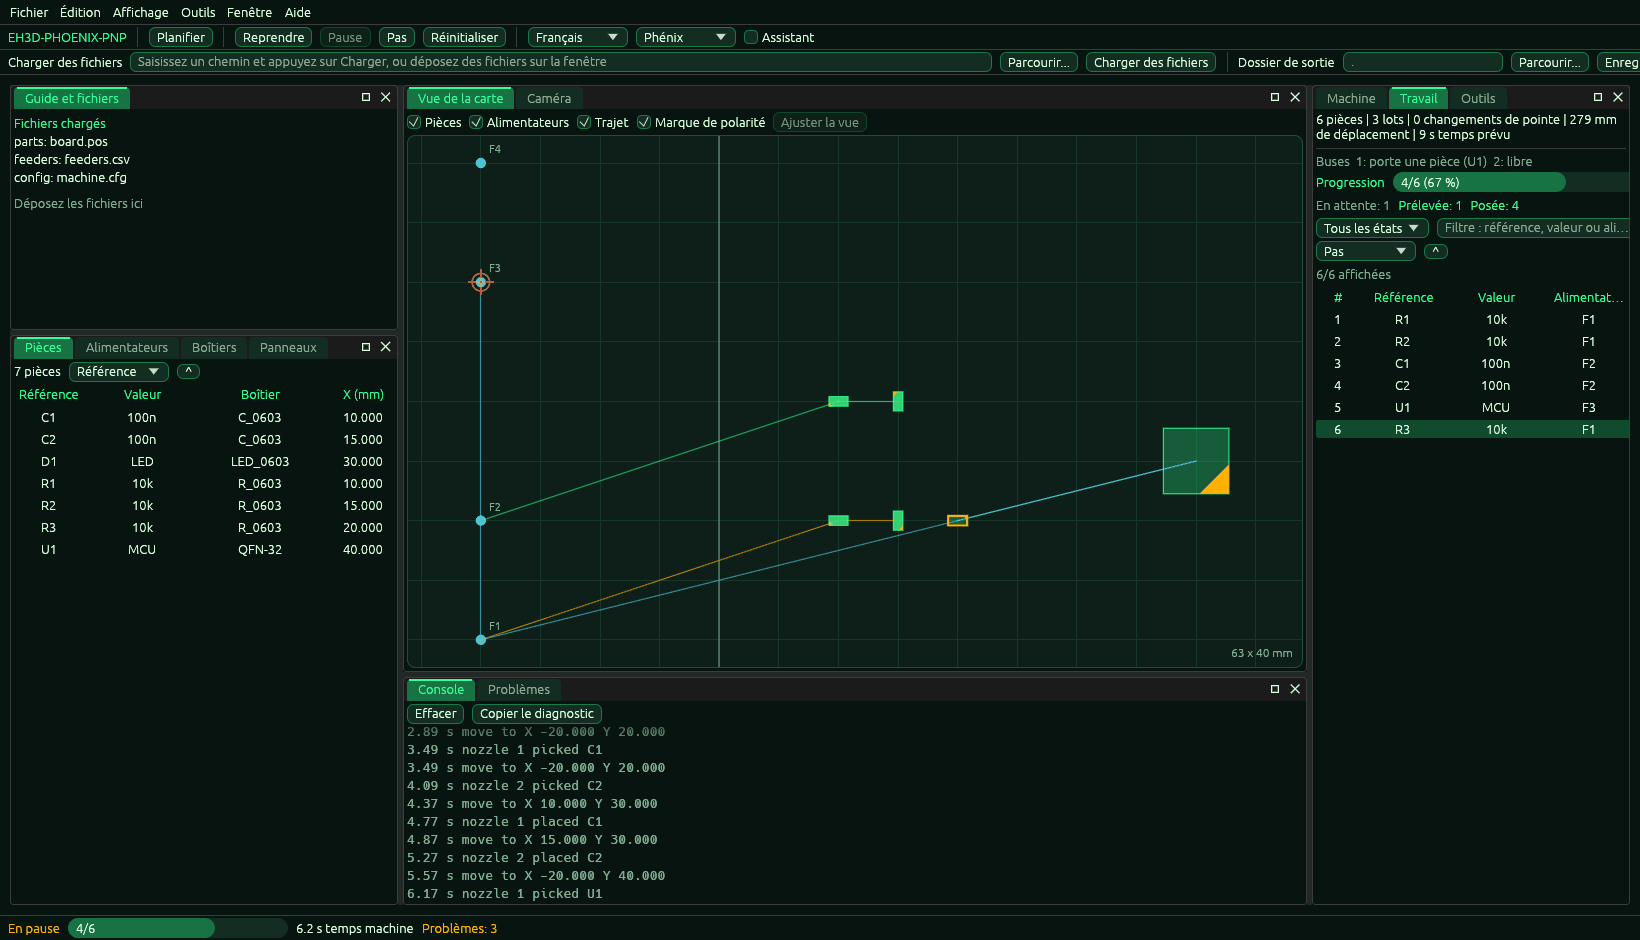 Fichier Édition Affichage Outils Fenêtre Aide
EH3D-PHOENIX-PNP Planifier Reprendre Pause Pas Réinitialiser Français Phénix Assistant
Charger des fichiers Saisissez un chemin et appuyez sur Charger, ou déposez des fichiers sur la fenêtre Parcourir... Charger des fichiers Dossier de sortie . Parcourir... Enreg
Guide et fichiers
Fichiers chargés
parts: board.pos
feeders: feeders.csv
config: machine.cfg
Déposez les fichiers ici
Pièces Alimentateurs Boîtiers Panneaux
7 pièces Référence ^
Référence Valeur Boîtier X (mm)
C1 100n C_0603 10.000
C2 100n C_0603 15.000
D1 LED LED_0603 30.000
R1 10k R_0603 10.000
R2 10k R_0603 15.000
R3 10k R_0603 20.000
U1 MCU QFN-32 40.000
Vue de la carte Caméra
Pièces Alimentateurs Trajet Marque de polarité Ajuster la vue
F4
F3
F2
F1
63 x 40 mm
Console Problèmes
Effacer Copier le diagnostic
2.89 s move to X -20.000 Y 20.000
3.49 s nozzle 1 picked C1
3.49 s move to X -20.000 Y 20.000
4.09 s nozzle 2 picked C2
4.37 s move to X 10.000 Y 30.000
4.77 s nozzle 1 placed C1
4.87 s move to X 15.000 Y 30.000
5.27 s nozzle 2 placed C2
5.57 s move to X -20.000 Y 40.000
6.17 s nozzle 1 picked U1
Machine Travail Outils
6 pièces | 3 lots | 0 changements de pointe | 279 mm
de déplacement | 9 s temps prévu
Buses 1: porte une pièce (U1) 2: libre
Progression 4/6 (67 %)
En attente: 1 Prélevée: 1 Posée: 4
Tous les états Filtre : référence, valeur ou ali...
Pas ^
6/6 affichées
# Référence Valeur Alimentat...
1 R1 10k F1
2 R2 10k F1
3 C1 100n F2
4 C2 100n F2
5 U1 MCU F3
6 R3 10k F1
En pause 4/6 6.2 s temps machine Problèmes: 3